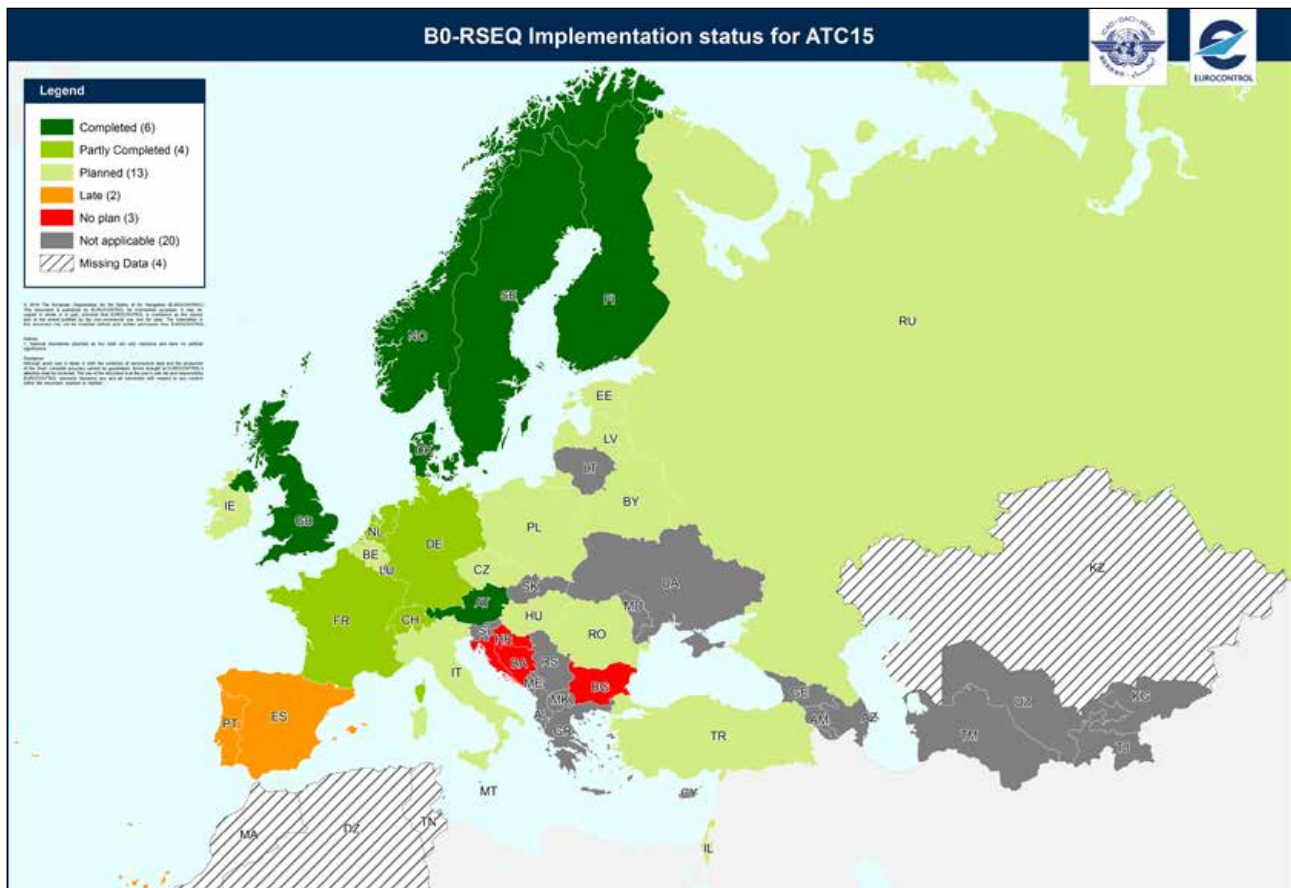 B0-RSEQ Implementation status for ATC15
EUROCONTROL
Legend
Completed (6)
Partly Completed (4)
Planned (13)
Late (2)
No plan (3)
Not applicable (20)
Missing Data (4)
NO
SE
FI
RU
EE
LV
LT
DK
IE
GB
BY
NL
DE
PL
BE
LU
CZ
UA
KZ
SK
AT
MD
FR
CH
HU
SI
HR
RO
BA
RS
IT
ME
BG
MK
GE
KG
UZ
PT
ES
AL
AM
AZ
GR
TR
TM
TJ
MT
CY
MA
DZ
TN
IL